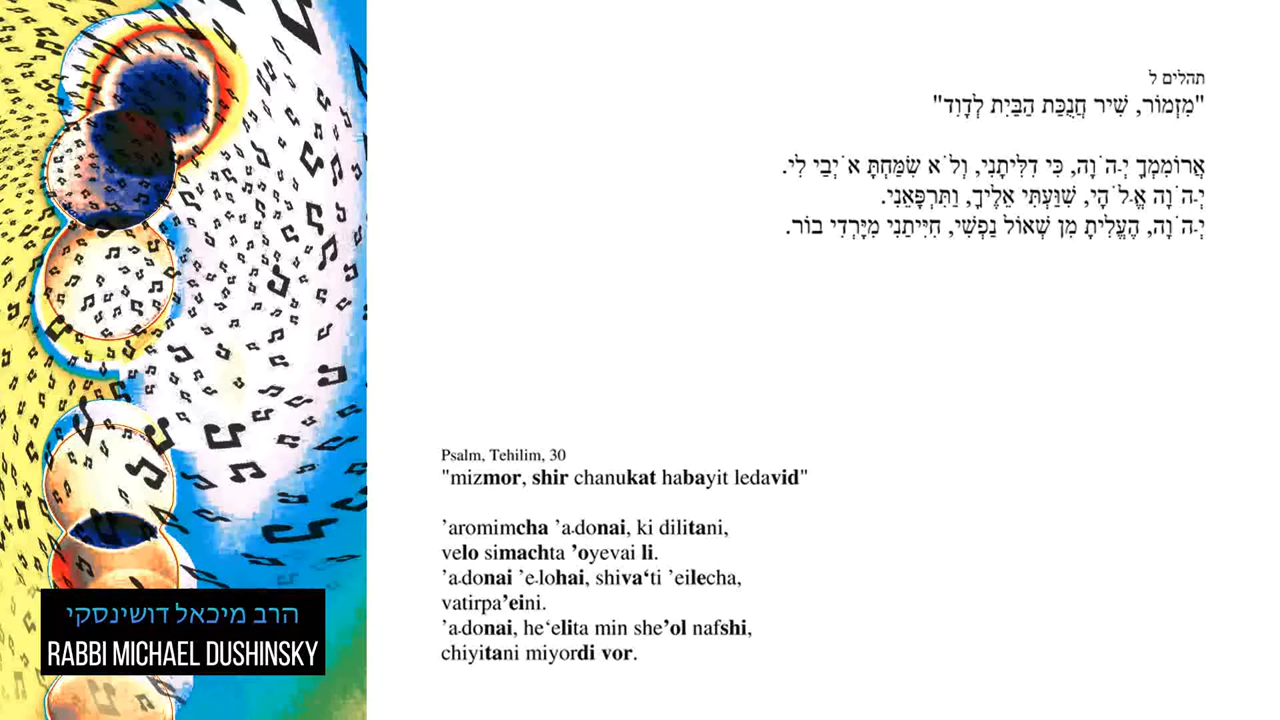 תהלים ל
"מִזְמוֹר, שִׁיר חֲנֻכַּת הַבַּיִת לְדָוִד"
אֲרוֹמִמְךָ יְ-הֹוָה, כִּי דִלִּיתָנִי, וְלֹא שִׂמַּחְתָּ אֹיְבַי לִי.
יְ-הֹוָה אֱ-לֹהָי, שִׁוַּעְתִּי אֵלֶיךָ, וַתִּרְפָּאֵנִי.
יְ-הֹוָה, הֶעֱלִיתָ מִן שְׁאוֹל נַפְשִׁי, חִיִּיתַנִי מִיָּרְדִי בוֹר.
Psalm, Tehilim, 30
"mizmor, shir chanukat habayit ledavid"
’aromimcha ’a-donai, ki dilitani,
velo simachta ’oyevai li.
’a-donai ’e-lohai, shiva‘ti ’eilecha,
vatirpa’eini.
’a-donai, he‘elita min she’ol nafshi,
chiyitani miyordi vor.
הרב מיכאל דושינסקי
RABBI MICHAEL DUSHINSKY